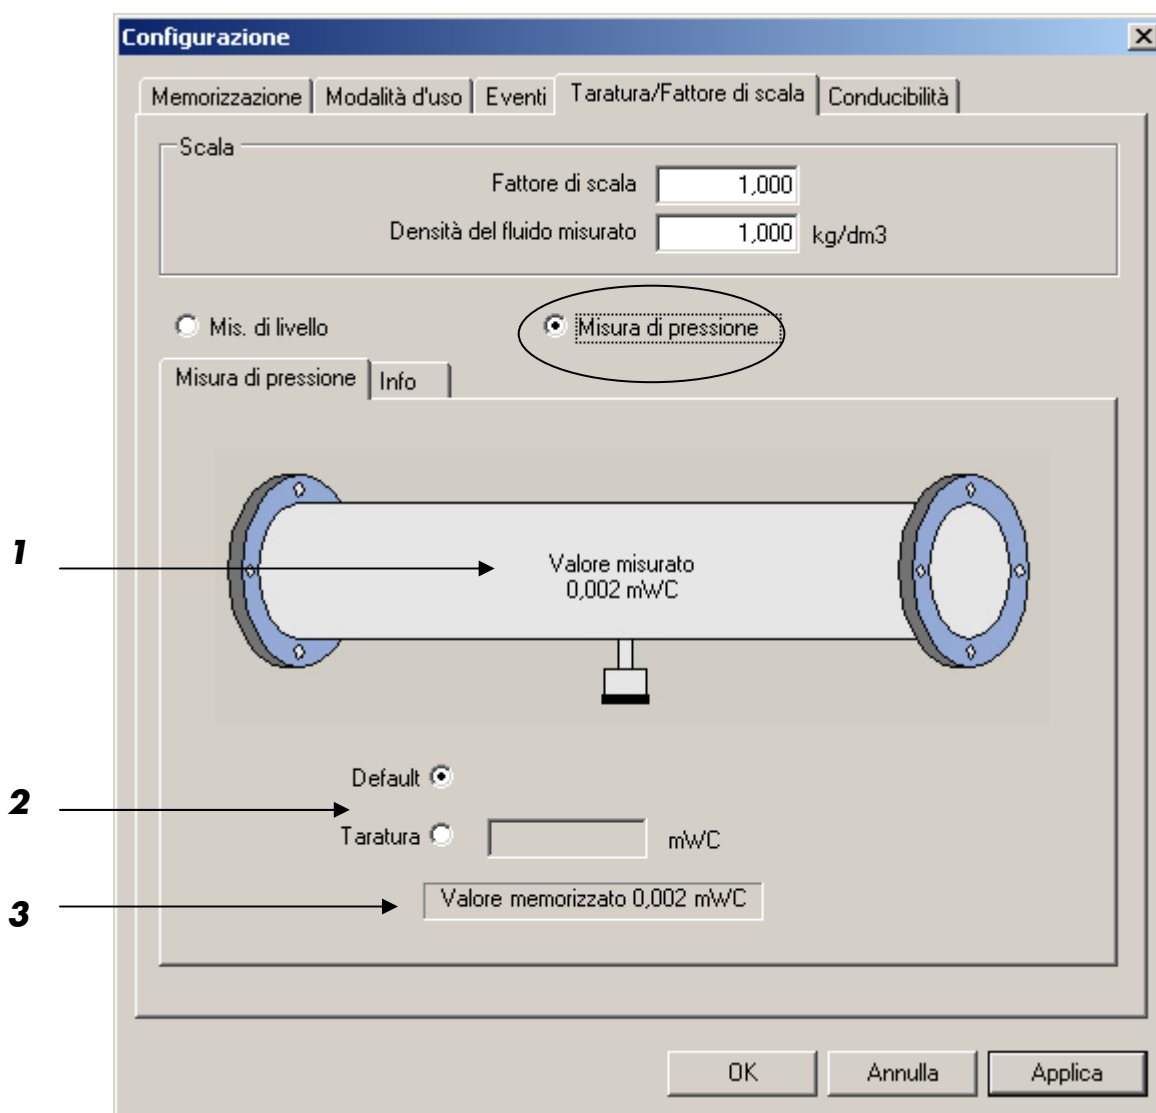 Configurazione
Memorizzazione Modalità d'uso Eventi Taratura/Fattore di scala Conducibilità
Scala
Fattore di scala 1,000
Densità del fluido misurato 1,000 kg/dm3
Mis. di livello Misura di pressione
Misura di pressione Info
1
Valore misurato
0,002 mWC
Default
2
Taratura mWC
Valore memorizzato 0,002 mWC
3
OK Annulla Applica